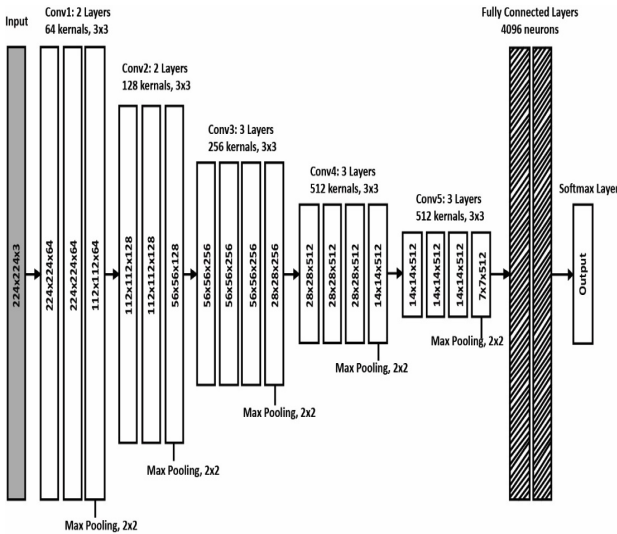 Input
Conv1: 2 Layers
64 kernals, 3x3
Conv2: 2 Layers
128 kernals, 3x3
Conv3: 3 Layers
256 kernals, 3x3
Conv4: 3 Layers
512 kernals, 3x3
Conv5: 3 Layers
512 kernals, 3x3
Fully Connected Layers
4096 neurons
Softmax Layer
224x224x3
224x224x64
224x224x64
112x112x64
112x112x128
112x112x128
56x56x128
56x56x256
56x56x256
56x56x256
28x28x256
28x28x512
28x28x512
28x28x512
14x14x512
14x14x512
14x14x512
14x14x512
7x7x512
Output
Max Pooling, 2x2
Max Pooling, 2x2
Max Pooling, 2x2
Max Pooling, 2x2
Max Pooling, 2x2